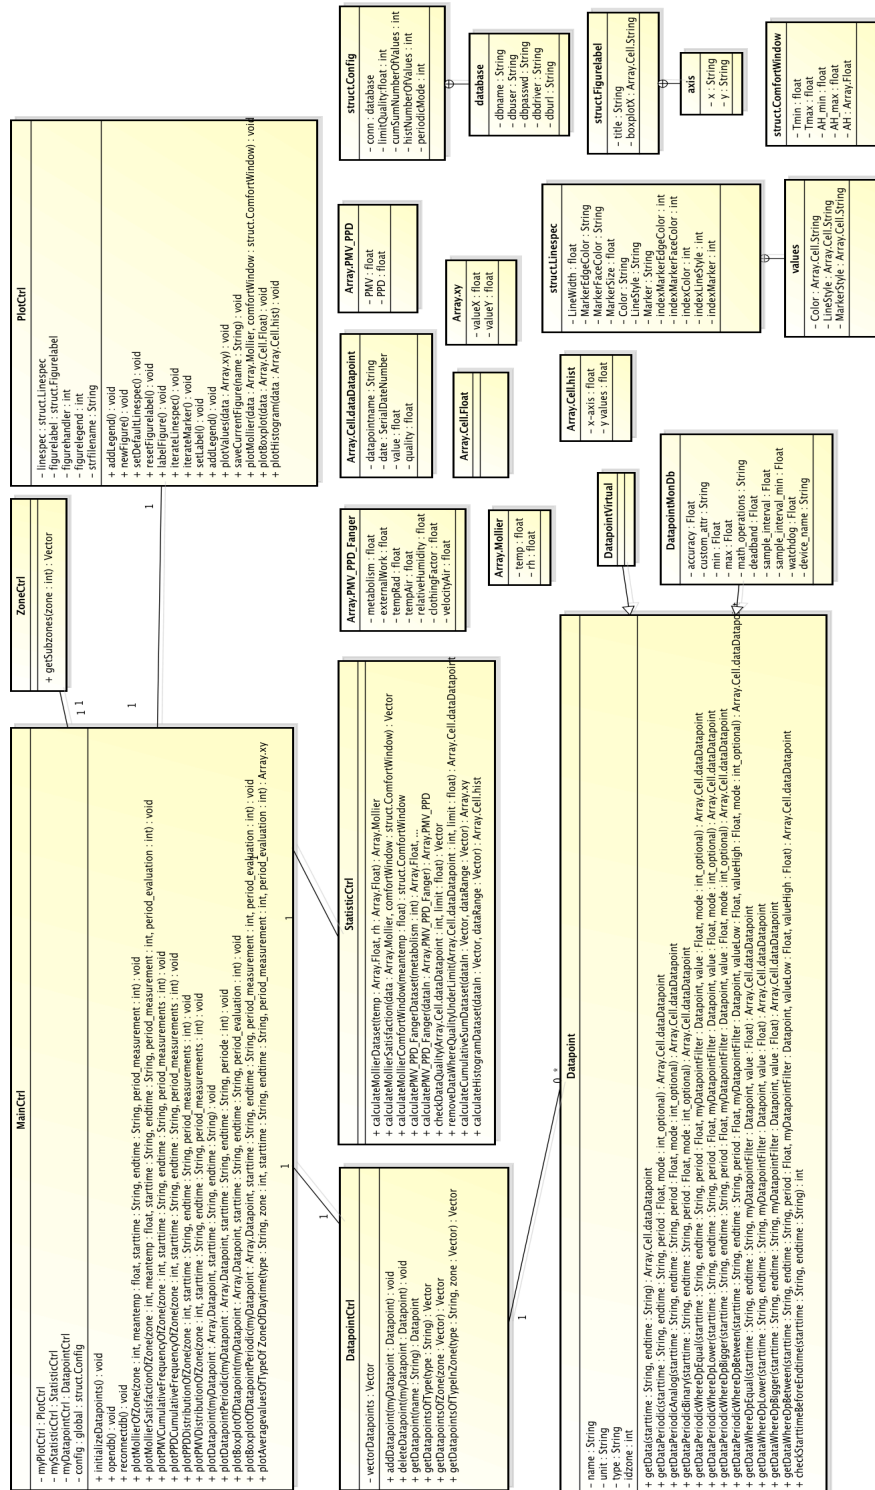 MainCtrl
- myPlotCtrl : PlotCtrl
- myStatisticCtrl : StatisticCtrl
- myDatapointCtrl : DatapointCtrl
- config : global : struct.Config
+ initializeDatapoints() : void
+ opendb() : void
+ reconnectdb() : void
+ plotMollierOfZone(zone : int, meantemp : float, starttime : String, endtime : String, period_measurement : int) : void
+ plotMollierSatisfactionOfZone(zone : int, meantemp : float, starttime : String, endtime : String, period_measurement : int, period_evaluation : int) : void
+ plotPMVCumulativeFrequencyOfZone(zone : int, starttime : String, endtime : String, period_measurements : int) : void
+ plotPPDCumulativeFrequencyOfZone(zone : int, starttime : String, endtime : String, period_measurements : int) : void
+ plotPPDDistributionOfZone(zone : int, starttime : String, endtime : String, period_measurements : int) : void
+ plotPMVDistributionOfZone(zone : int, starttime : String, endtime : String, period_measurements : int) : void
+ plotDatapoint(myDatapoint : Array.Datapoint, starttime : String, endtime : String) : void
+ plotDatapointPeriodic(myDatapoint : Array.Datapoint, starttime : String, endtime : String, periode : int) : void
+ plotBoxplotOfDatapoint(myDatapoint : Array.Datapoint, starttime : String, endtime : String, period_evaluation : int) : void
+ plotBoxplotOfDatapointPeriodic(myDatapoint : Array.Datapoint, starttime : String, endtime : String, period_measurement : int, period_evaluation : int) : void
+ plotAveragevaluesOfTypeOf ZoneOfDaytime(type : String, zone : int, starttime : String, endtime : String, period_measurement : int, period_evaluation : int) : Array.xy
ZoneCtrl
+ getSubzones(zone : int) : Vector
PlotCtrl
- linespec : struct.Linespec
- figurelabel : struct.Figurelabel
- figurehandler : int
- figurelegend : int
- strfilename : String
+ addLegend() : void
+ newFigure() : void
+ setDefaultLinespec() : void
+ resetFigurelabel() : void
+ labelFigure() : void
+ iterateLinespec() : void
+ iterateMarker() : void
+ setLabel() : void
+ addLegend() : void
+ plotValues(data : Array.xy) : void
+ saveCurrentFigure(name : String) : void
+ plotMollier(data : Array.Mollier, comfortWindow : struct.ComfortWindow) : void
+ plotBoxplot(data : Array.Cell.Float) : void
+ plotHistogram(data : Array.Cell.hist) : void
1
1
1
1
1
1
1
1
DatapointCtrl
- vectorDatapoints : Vector
+ addDatapoint(myDatapoint : Datapoint) : void
+ deleteDatapoint(myDatapoint : Datapoint) : void
+ getDatapoint(name : String) : Datapoint
+ getDatapointsOfType(type : String) : Vector
+ getDatapointsOfZone(zone : Vector) : Vector
+ getDatapointsOfTypeInZone(type : String, zone : Vector) : Vector
StatisticCtrl
+ calculateMollierDataset(temp : Array.Float, rh : Array.Float) : Array.Mollier
+ calculateMollierSatisfaction(data : Array.Mollier, comfortWindow : struct.ComfortWindow) : Vector
+ calculateMollierComfortWindow(meantemp : float) : struct.ComfortWindow
+ calculatePMV_PPD_FangerDataset(metabolism : int) : Array.Float, ...
+ calculatePMV_PPD_Fanger(dataIn : Array.PMV_PPD_Fanger) : Array.PMV_PPD
+ checkDataQuality(Array.Cell.dataDatapoint : int, limit : float) : Vector
+ removeDataWhereQualityUnderLimit(Array.Cell.dataDatapoint : int, limit : float) : Array.Cell.dataDatapoint
+ calculateCumulativeSumDataset(dataIn : Vector, dataRange : Vector) : Array.xy
+ calculateHistogramDataset(dataIn : Vector, dataRange : Vector) : Array.Cell.hist
Array.PMV_PPD_Fanger
- metabolism : float
- externalWork : float
- tempRad : float
- tempAir : float
- relativeHumidity : float
- clothingFactor : float
- velocityAir : float
Array.Cell.dataDatapoint
- datapointname : String
- date : SerialDateNumber
- value : float
- quality : float
Array.PMV_PPD
- PMV : float
- PPD : float
struct.Config
- conn : database
- limitQuality:float : int
- cumSumNumberOfValues : int
- histNumberOfValues : int
- periodicMode : int
database
- dbname : String
- dbuser : String
- dbpasswd : String
- dbdriver : String
- dburl : String
Array.Mollier
- temp : float
- rh : float
Array.Cell.Float
Array.xy
- valueX : float
- valueY : float
struct.Linespec
- LineWidth : float
- MarkerEdgeColor : String
- MarkerFaceColor : String
- MarkerSize : float
- Color : String
- LineStyle : String
- Marker : String
- indexMarkerEdgeColor : int
- indexMarkerFaceColor : int
- indexColor : int
- indexLineStyle : int
- indexMarker : int
struct.Figurelabel
- title : String
- boxplotX : Array.Cell.String
axis
- x : String
- y : String
struct.ComfortWindow
- Tmin : float
- Tmax : float
- AH_min : float
- AH_max : float
- AH : Array.Float
values
- Color : Array.Cell.String
- LineStyle : Array.Cell.String
- MarkerStyle : Array.Cell.String
Array.Cell.hist
- x-axis : float
- y values : float
DatapointVirtual
DatapointMonDb
- accuracy : Float
- custom_attr : String
- min : Float
- max : Float
- math_operations : String
- deadband : Float
- sample_interval : Float
- sample_interval_min : Float
- watchdog : Float
- device_name : String
0..*
Datapoint
- name : String
- unit : String
- type : String
- idzone : int
+ getData(starttime : String, endtime : String) : Array.Cell.dataDatapoint
+ getDataPeriodic(starttime : String, endtime : String, period : Float, mode : int_optional) : Array.Cell.dataDatapoint
+ getDataPeriodicAnalog(starttime : String, endtime : String, period : Float, mode : int_optional) : Array.Cell.dataDatapoint
+ getDataPeriodicBinary(starttime : String, endtime : String, period : Float, mode : int_optional) : Array.Cell.dataDatapoint
+ getDataPeriodicWhereDpEqual(starttime : String, endtime : String, period : Float, myDatapointFilter : Datapoint, value : Float, mode : int_optional) : Array.Cell.dataDatapoint
+ getDataPeriodicWhereDpLower(starttime : String, endtime : String, period : Float, myDatapointFilter : Datapoint, value : Float, mode : int_optional) : Array.Cell.dataDatapoint
+ getDataPeriodicWhereDpBigger(starttime : String, endtime : String, period : Float, myDatapointFilter : Datapoint, value : Float, mode : int_optional) : Array.Cell.dataDatapoint
+ getDataPeriodicWhereDpBetween(starttime : String, endtime : String, period : Float, myDatapointFilter : Datapoint, valueLow : Float, valueHigh : Float, mode : int_optional) : Array.Cell.dataDatapo
+ getDataWhereDpEqual(starttime : String, endtime : String, myDatapointFilter : Datapoint, value : Float) : Array.Cell.dataDatapoint
+ getDataWhereDpLower(starttime : String, endtime : String, myDatapointFilter : Datapoint, value : Float) : Array.Cell.dataDatapoint
+ getDataWhereDpBigger(starttime : String, endtime : String, myDatapointFilter : Datapoint, value : Float) : Array.Cell.dataDatapoint
+ getDataWhereDpBetween(starttime : String, endtime : String, period : Float, myDatapointFilter : Datapoint, valueLow : Float, valueHigh : Float) : Array.Cell.dataDatapoint
+ checkStarttimeBeforeEndtime(starttime : String, endtime : String) : int